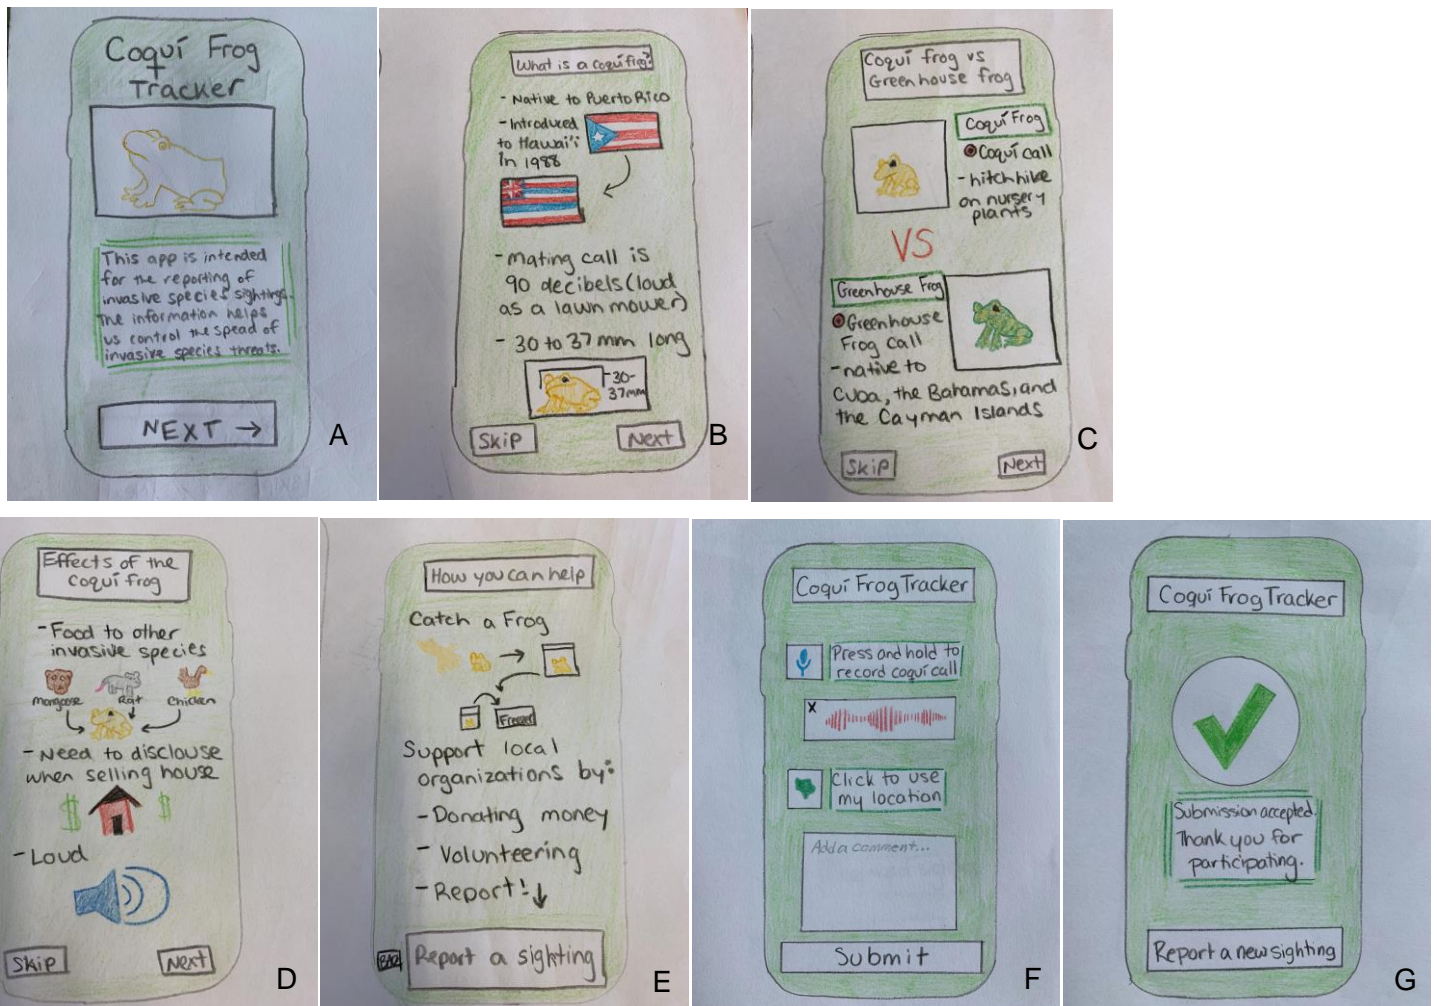 Coquí Frog
Tracker
This app is intended
for the reporting of
invasive species sightings.
The information helps
us control the spead of
invasive species threats.
NEXT →
A
What is a coquí frog?
- Native to Puerto Rico
- Introduced
to Hawai'i
in 1988
- Mating call is
90 decibels (loud
as a lawn mower)
- 30 to 37 mm long
30-
37mm
Skip
Next
B
Coquí frog vs
Greenhouse frog
Coquí Frog
Coquí call
- hitchhike
on nursery
plants
VS
Greenhouse Frog
Greenhouse
Frog call
- native to
Cuba, the Bahamas, and
the Cayman Islands
Skip
Next
C
Effects of the
coquí frog
- Food to other
invasive species
Mongoose
Rat
Chicken
- Need to disclouse
when selling house
$ $
- Loud
Skip
Next
D
How you can help
Catch a Frog
Freezer
Support local
organizations by:
- Donating money
- Volunteering
- Report! ↓
Report a sighting
E
Coquí Frog Tracker
Press and hold to
record coquí call
X
Click to use
my location
Add a comment...
Submit
F
Coquí Frog Tracker
Submission accepted.
Thank you for
participating.
Report a new sighting
G